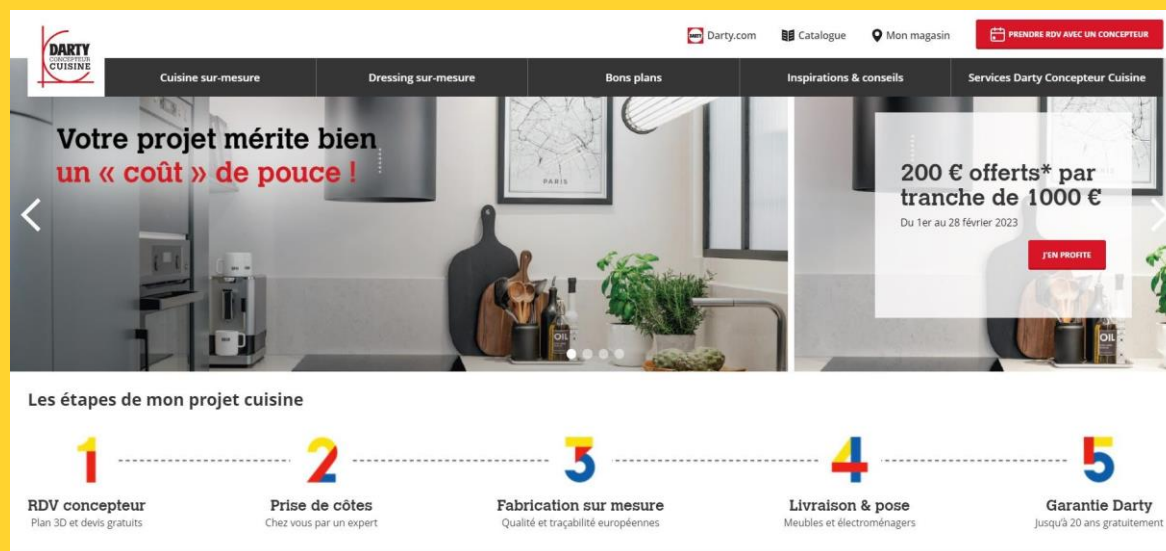 DARTY
CONCEPTEUR
CUISINE
Darty.com
Catalogue
Mon magasin
PRENDRE RDV AVEC UN CONCEPTEUR
Cuisine sur-mesure
Dressing sur-mesure
Bons plans
Inspirations & conseils
Services Darty Concepteur Cuisine
Votre projet mérite bien
un « coût » de pouce !
PARIS
OIL
200 € offerts* par
tranche de 1000 €
Du 1er au 28 février 2023
J'EN PROFITE
OIL
Les étapes de mon projet cuisine
1
2
3
4
5
RDV concepteur
Prise de côtes
Fabrication sur mesure
Livraison & pose
Garantie Darty
Plan 3D et devis gratuits
Chez vous par un expert
Qualité et traçabilité européennes
Meubles et électroménagers
Jusqu'à 20 ans gratuitement